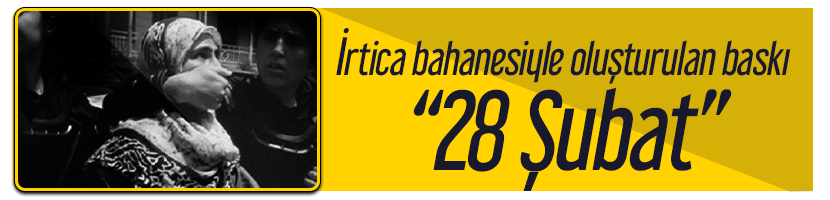 İrtica bahanesiyle oluşturulan baskı
“28 Şubat”